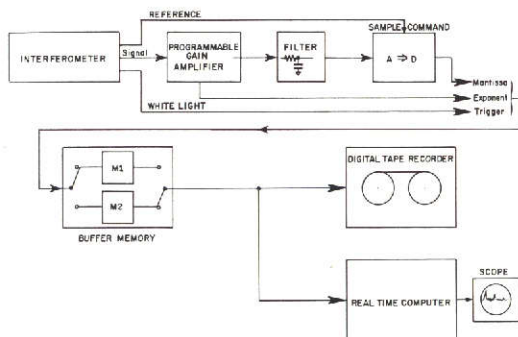 REFERENCE
SAMPLE COMMAND
INTERFEROMETER
Signal
PROGRAMMABLE
GAIN
AMPLIFIER
FILTER
A ⇒ D
Mantissa
Exponent
Trigger
WHITE LIGHT
M1
M2
BUFFER MEMORY
DIGITAL TAPE RECORDER
REAL TIME COMPUTER
SCOPE